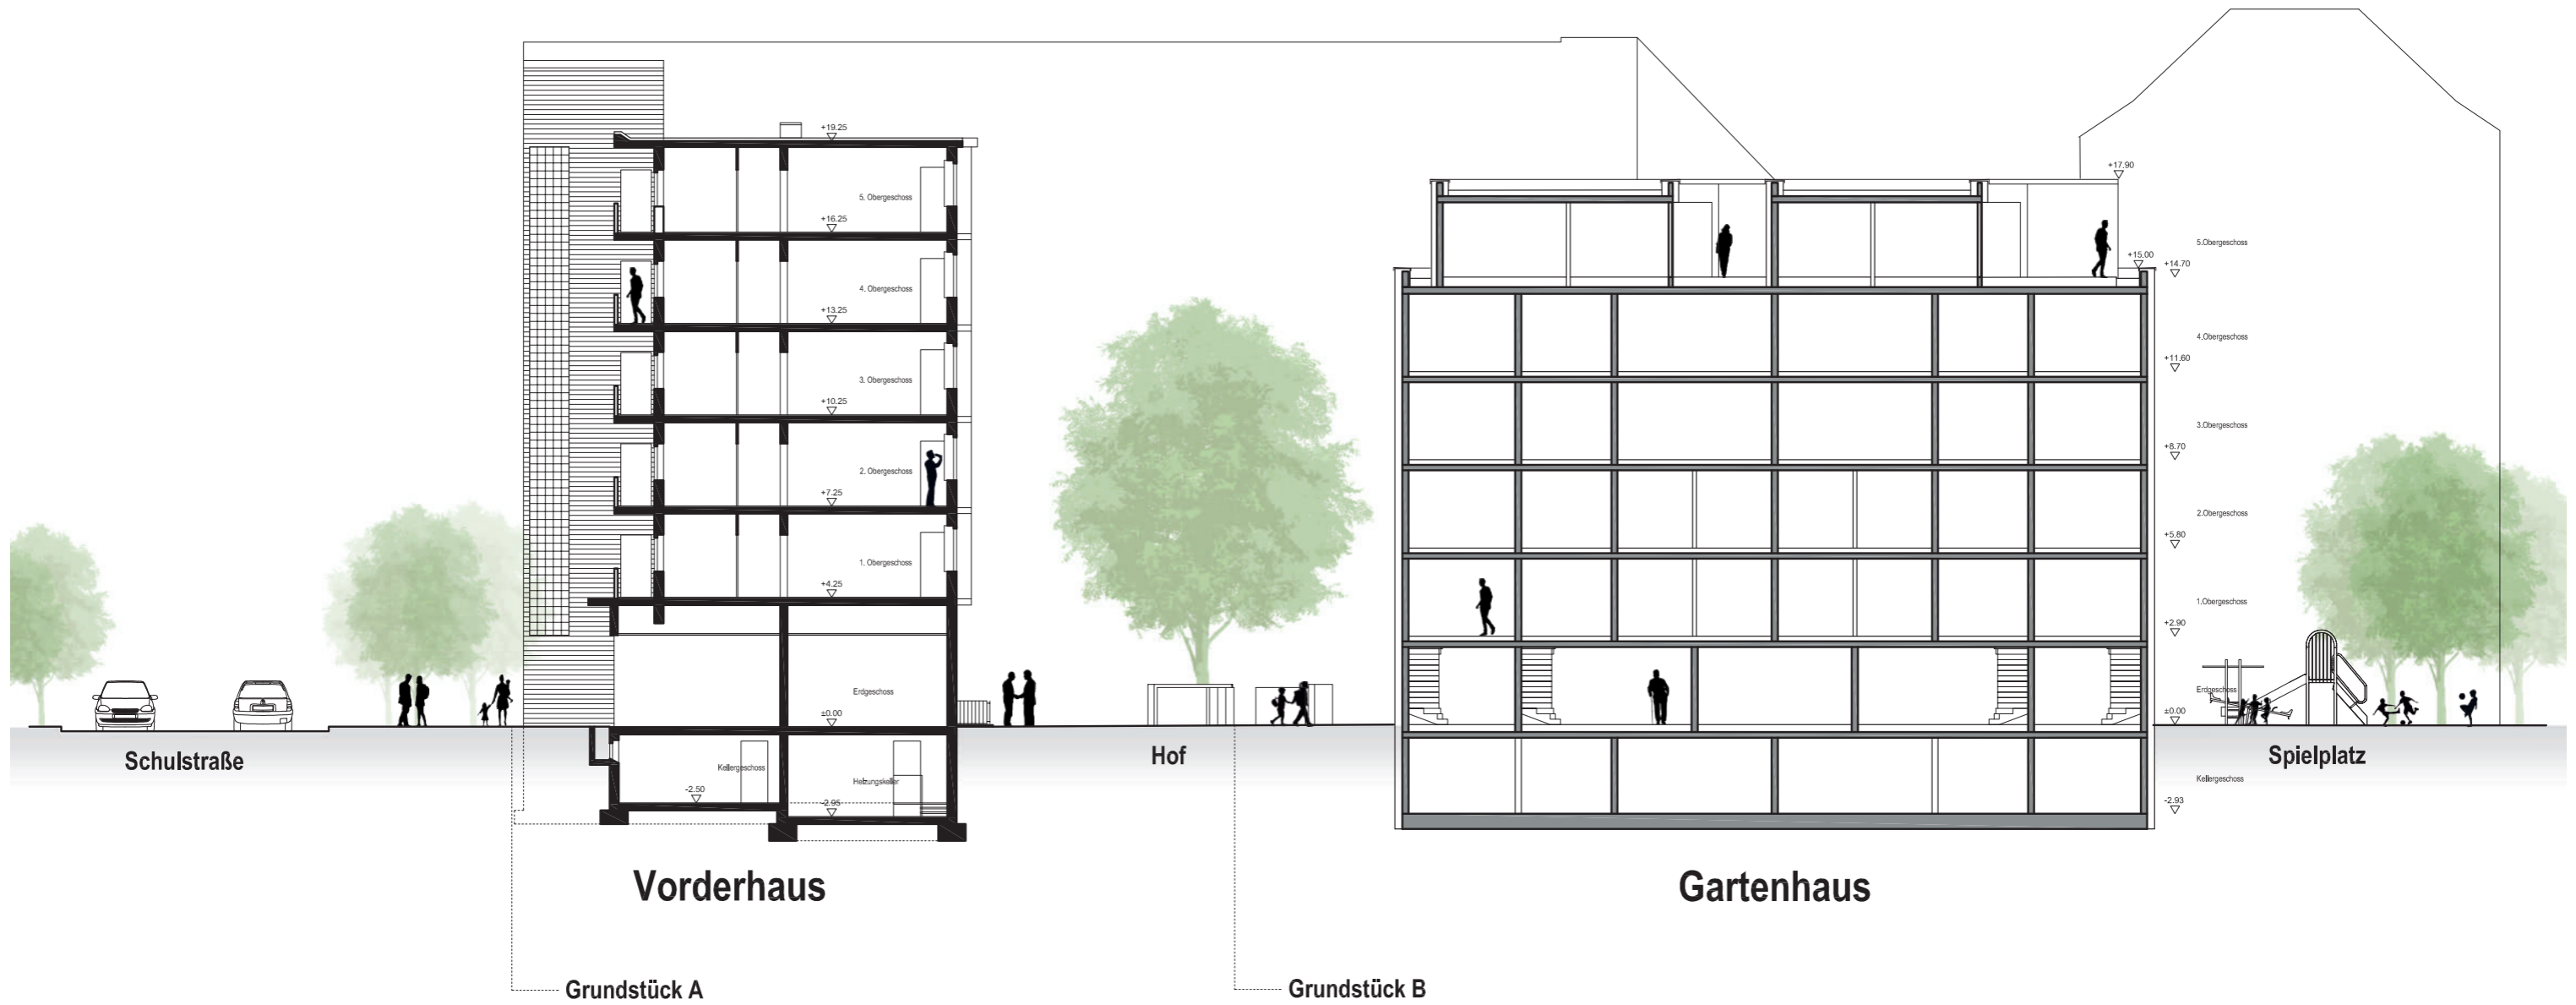 +19.25
5. Obergeschoss
+16.25
4. Obergeschoss
+13.25
3. Obergeschoss
+10.25
2. Obergeschoss
+7.25
1. Obergeschoss
+4.25
Erdgeschoss
±0.00
Kellergeschoss
Heizungskeller
-2.50
-2.95
+17.90
5.Obergeschoss
+15.00
+14.70
4.Obergeschoss
+11.60
3.Obergeschoss
+8.70
2.Obergeschoss
+5.80
1.Obergeschoss
+2.90
Erdgeschoss
±0.00
Kellergeschoss
-2.93
Schulstraße
Hof
Spielplatz
Vorderhaus
Gartenhaus
Grundstück A
Grundstück B